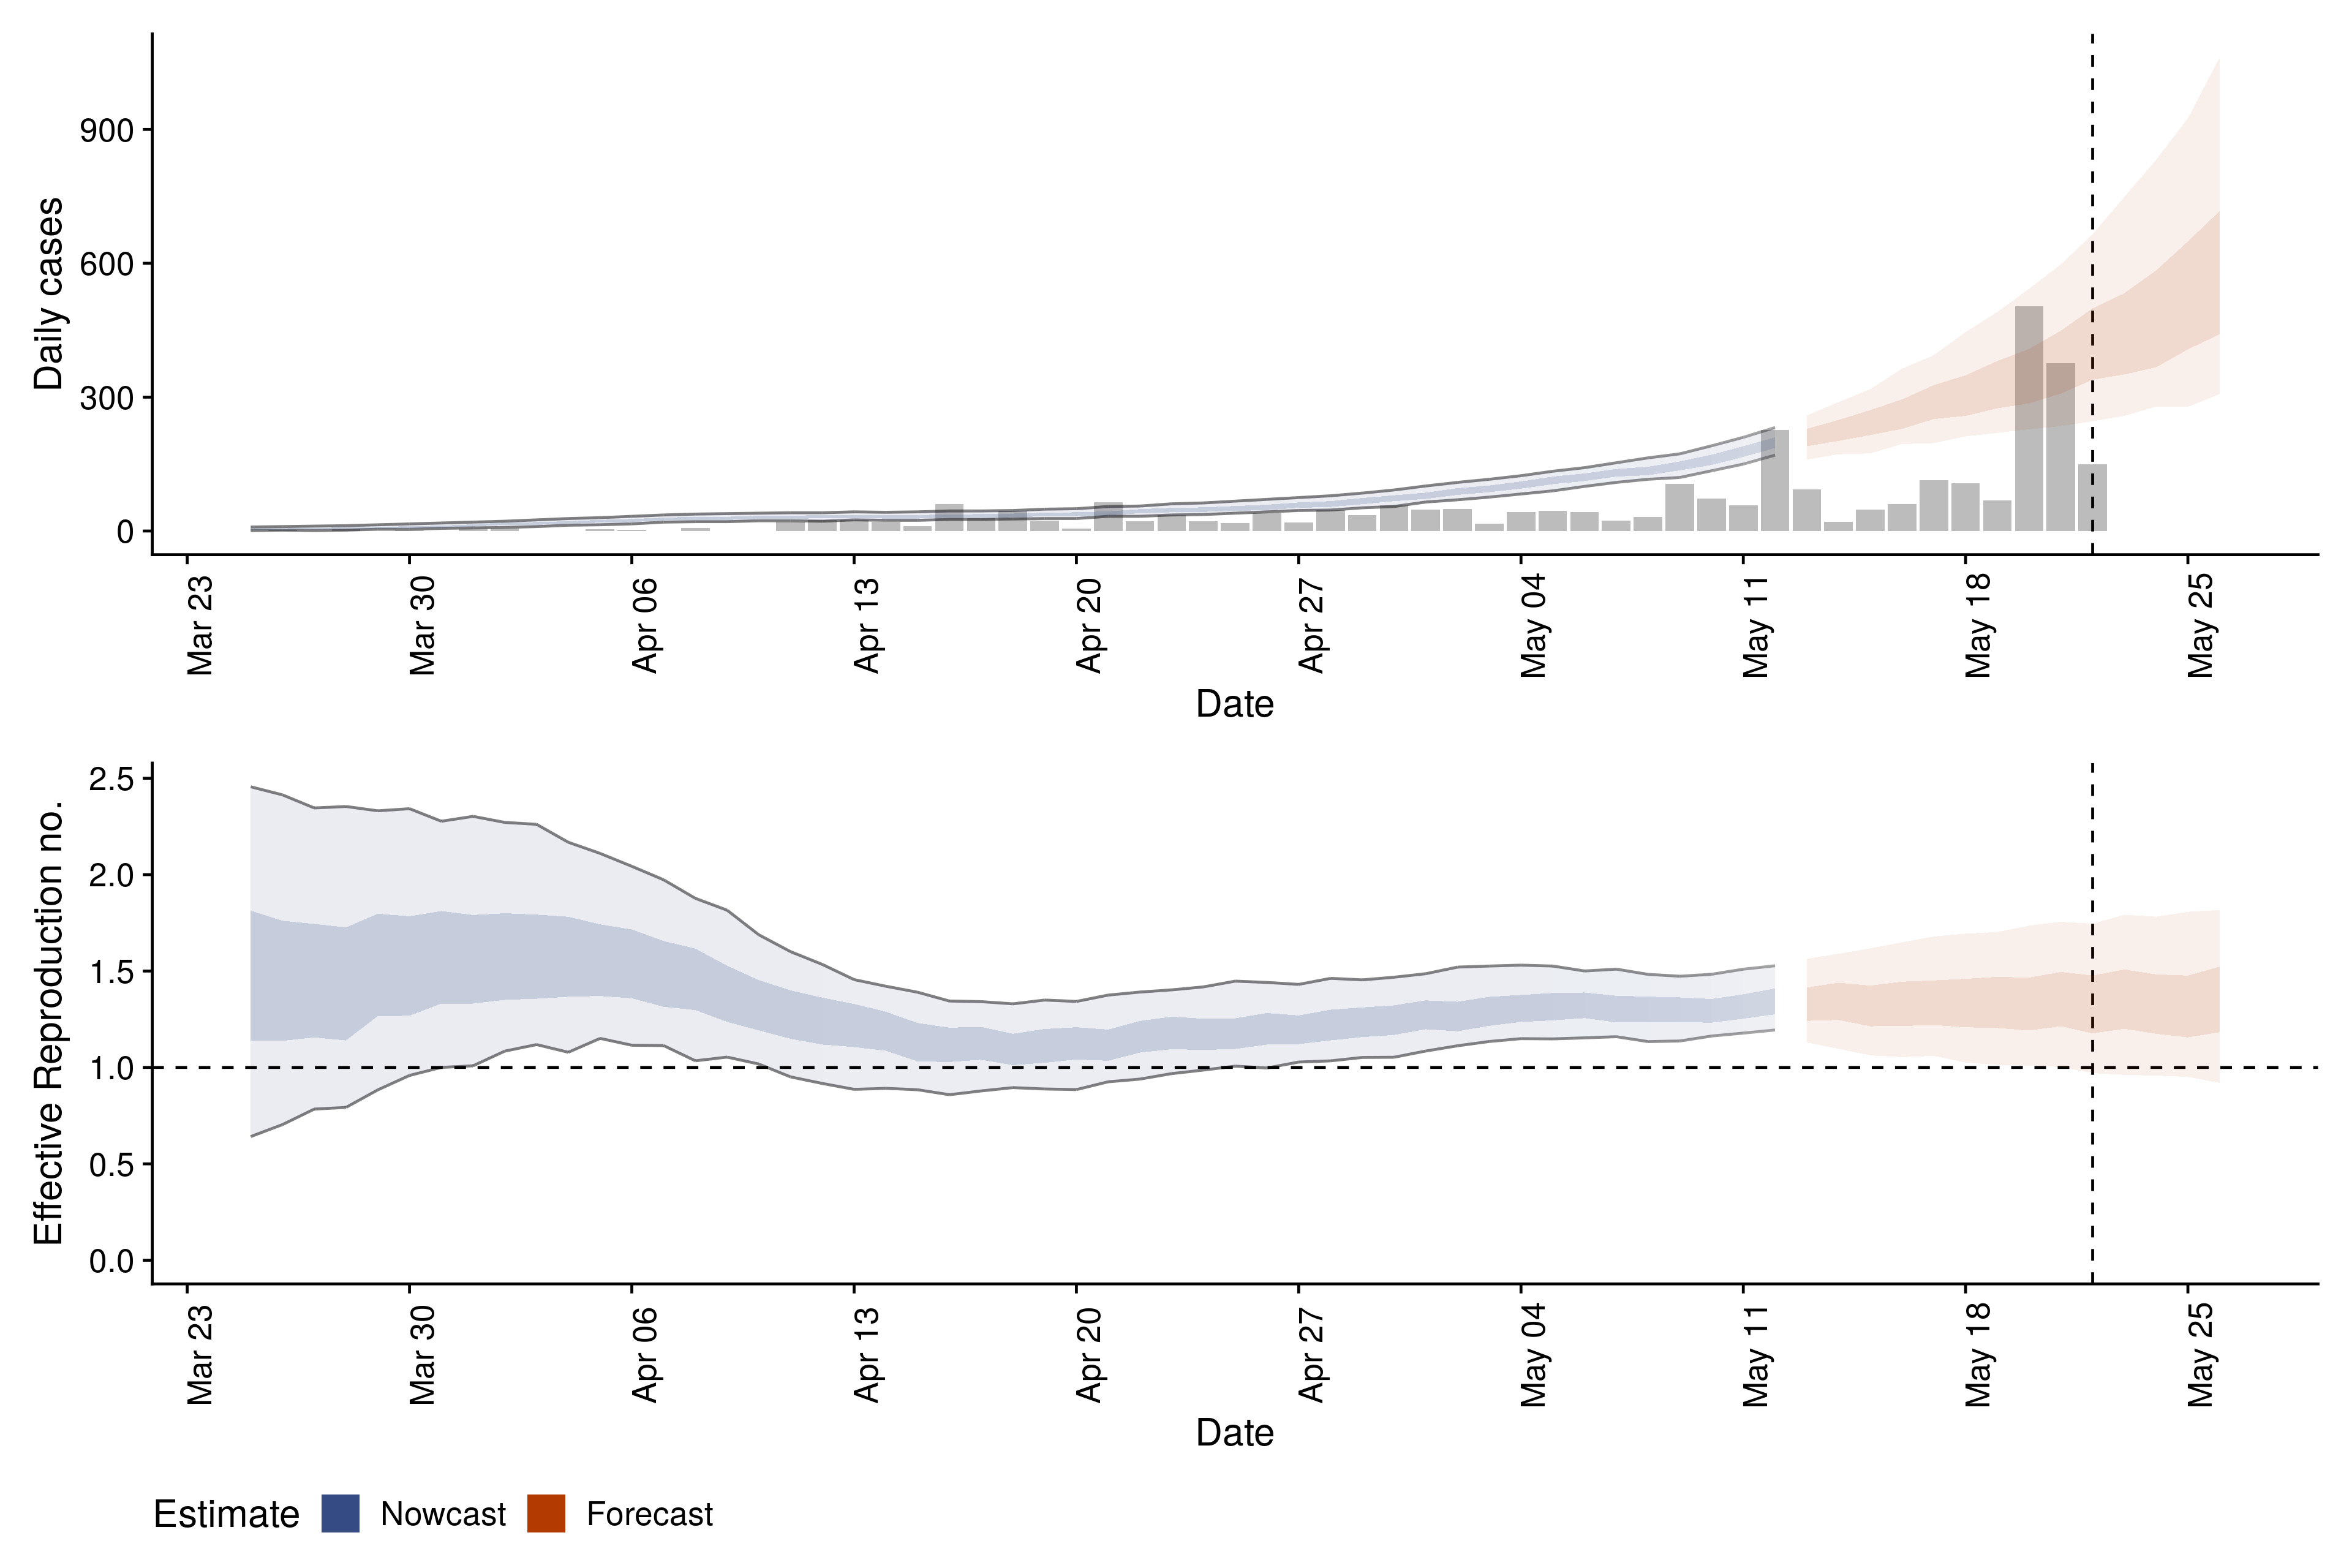 900
600
300
0
Daily cases
Mar 23
Mar 30
Apr 06
Apr 13
Apr 20
Apr 27
May 04
May 11
May 18
May 25
Date
2.5
2.0
1.5
1.0
0.5
0.0
Effective Reproduction no.
Mar 23
Mar 30
Apr 06
Apr 13
Apr 20
Apr 27
May 04
May 11
May 18
May 25
Date
Estimate Nowcast Forecast